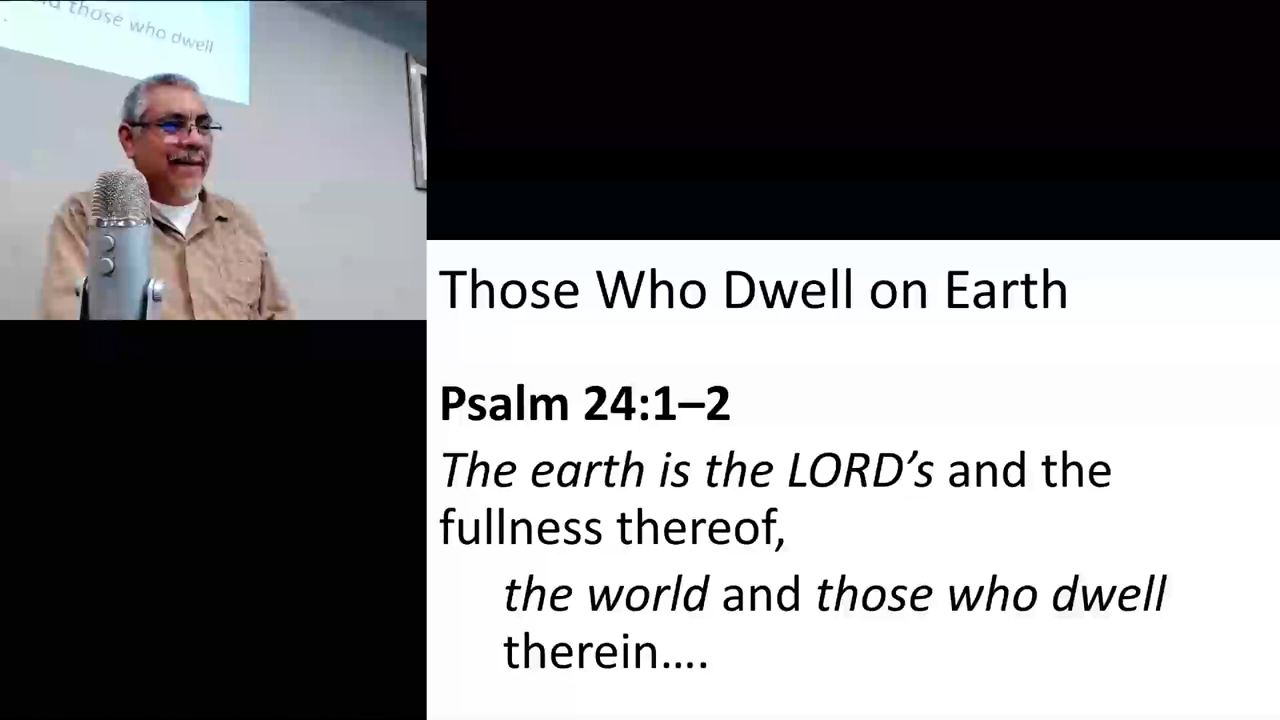 those who dwell
Those Who Dwell on Earth
Psalm 24:1–2
The earth is the LORD’s and the
fullness thereof,
the world and those who dwell
therein….